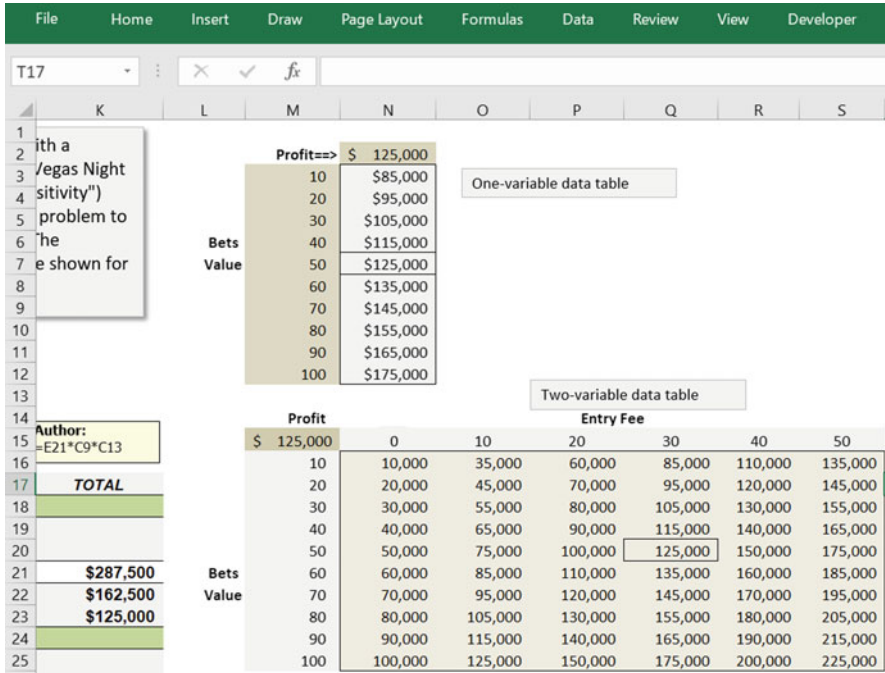 File Home Insert Draw Page Layout Formulas Data Review View Developer
T17 fx
K L M N O P Q R S
1
2 ith a Profit==> $ 125,000
3 Vegas Night 10 $85,000 One-variable data table
4 sitivity") 20 $95,000
5 problem to 30 $105,000
6 The Bets 40 $115,000
7 e shown for Value 50 $125,000
8 60 $135,000
9 70 $145,000
10 80 $155,000
11 90 $165,000
12 100 $175,000
13 Two-variable data table
14 Author: Profit Entry Fee
15 =E21*C9*C13 $ 125,000 0 10 20 30 40 50
16 10 10,000 35,000 60,000 85,000 110,000 135,000
17 TOTAL 20 20,000 45,000 70,000 95,000 120,000 145,000
18 30 30,000 55,000 80,000 105,000 130,000 155,000
19 40 40,000 65,000 90,000 115,000 140,000 165,000
20 50 50,000 75,000 100,000 125,000 150,000 175,000
21 $287,500 Bets 60 60,000 85,000 110,000 135,000 160,000 185,000
22 $162,500 Value 70 70,000 95,000 120,000 145,000 170,000 195,000
23 $125,000 80 80,000 105,000 130,000 155,000 180,000 205,000
24 90 90,000 115,000 140,000 165,000 190,000 215,000
25 100 100,000 125,000 150,000 175,000 200,000 225,000